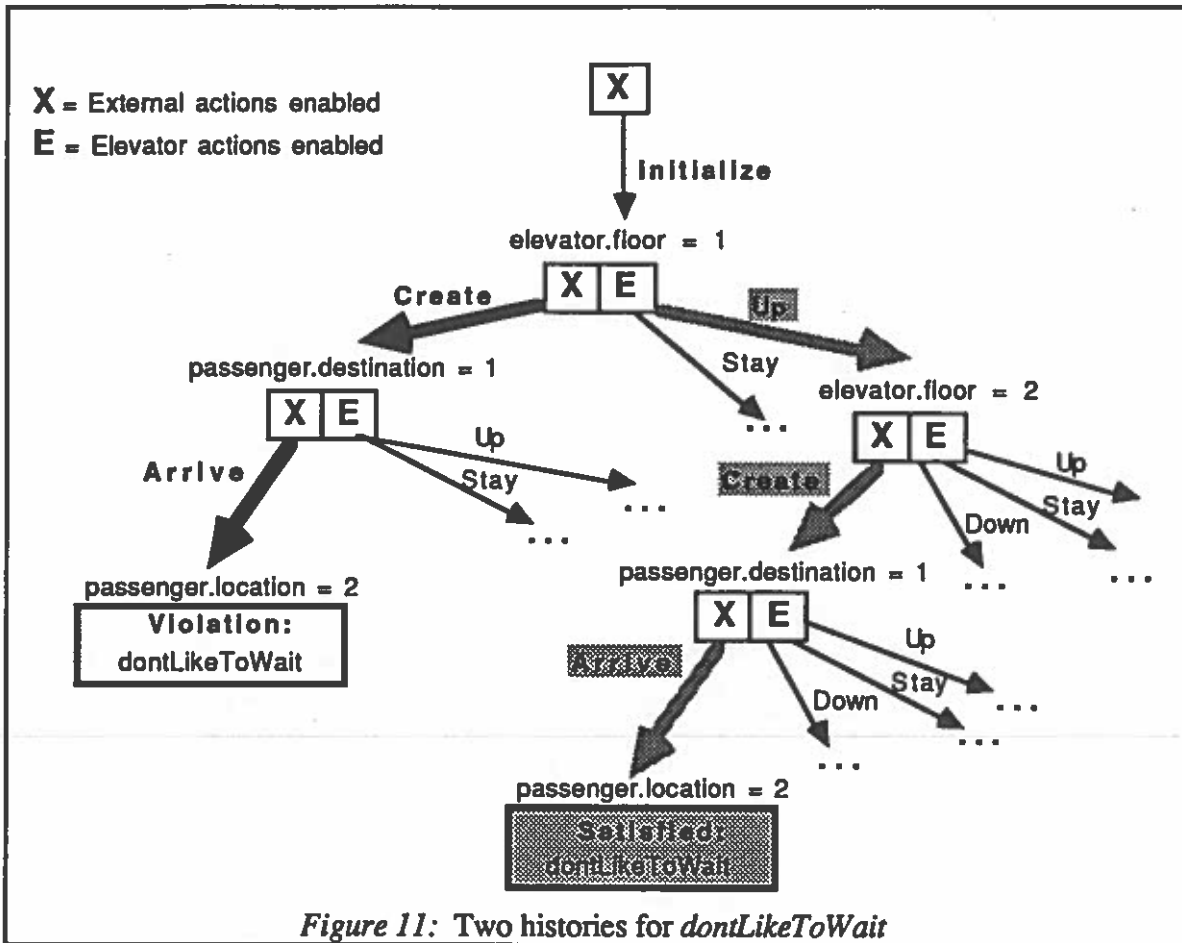 X
X = External actions enabled
E = Elevator actions enabled
Initialize
elevator.floor = 1
X E
Create
Up
Stay
...
passenger.destination = 1
X E
elevator.floor = 2
X E
Up
Stay
...
...
Arrive
Create
Up
Stay
Down
...
...
...
passenger.location = 2
Violation:
dontLikeToWait
passenger.destination = 1
X E
Arrive
Up
Stay
Down
...
...
...
passenger.location = 2
Satisfied:
dontLikeToWait
Figure 11: Two histories for dontLikeToWait